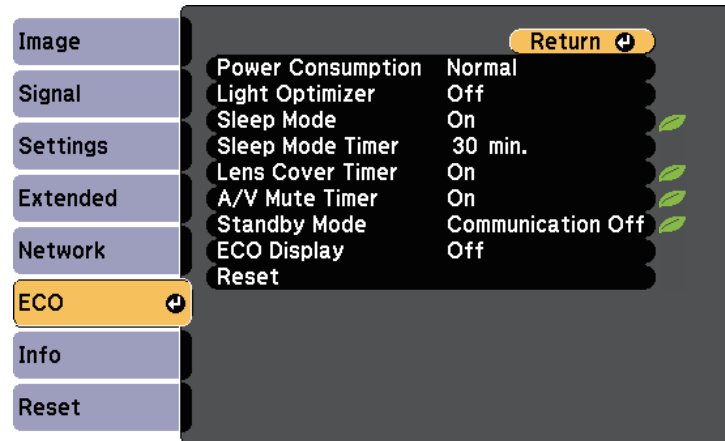 Image
Signal
Settings
Extended
Network
ECO
Info
Reset
Return
Power Consumption Normal
Light Optimizer Off
Sleep Mode On
Sleep Mode Timer 30 min.
Lens Cover Timer On
A/V Mute Timer On
Standby Mode Communication Off
ECO Display Off
Reset